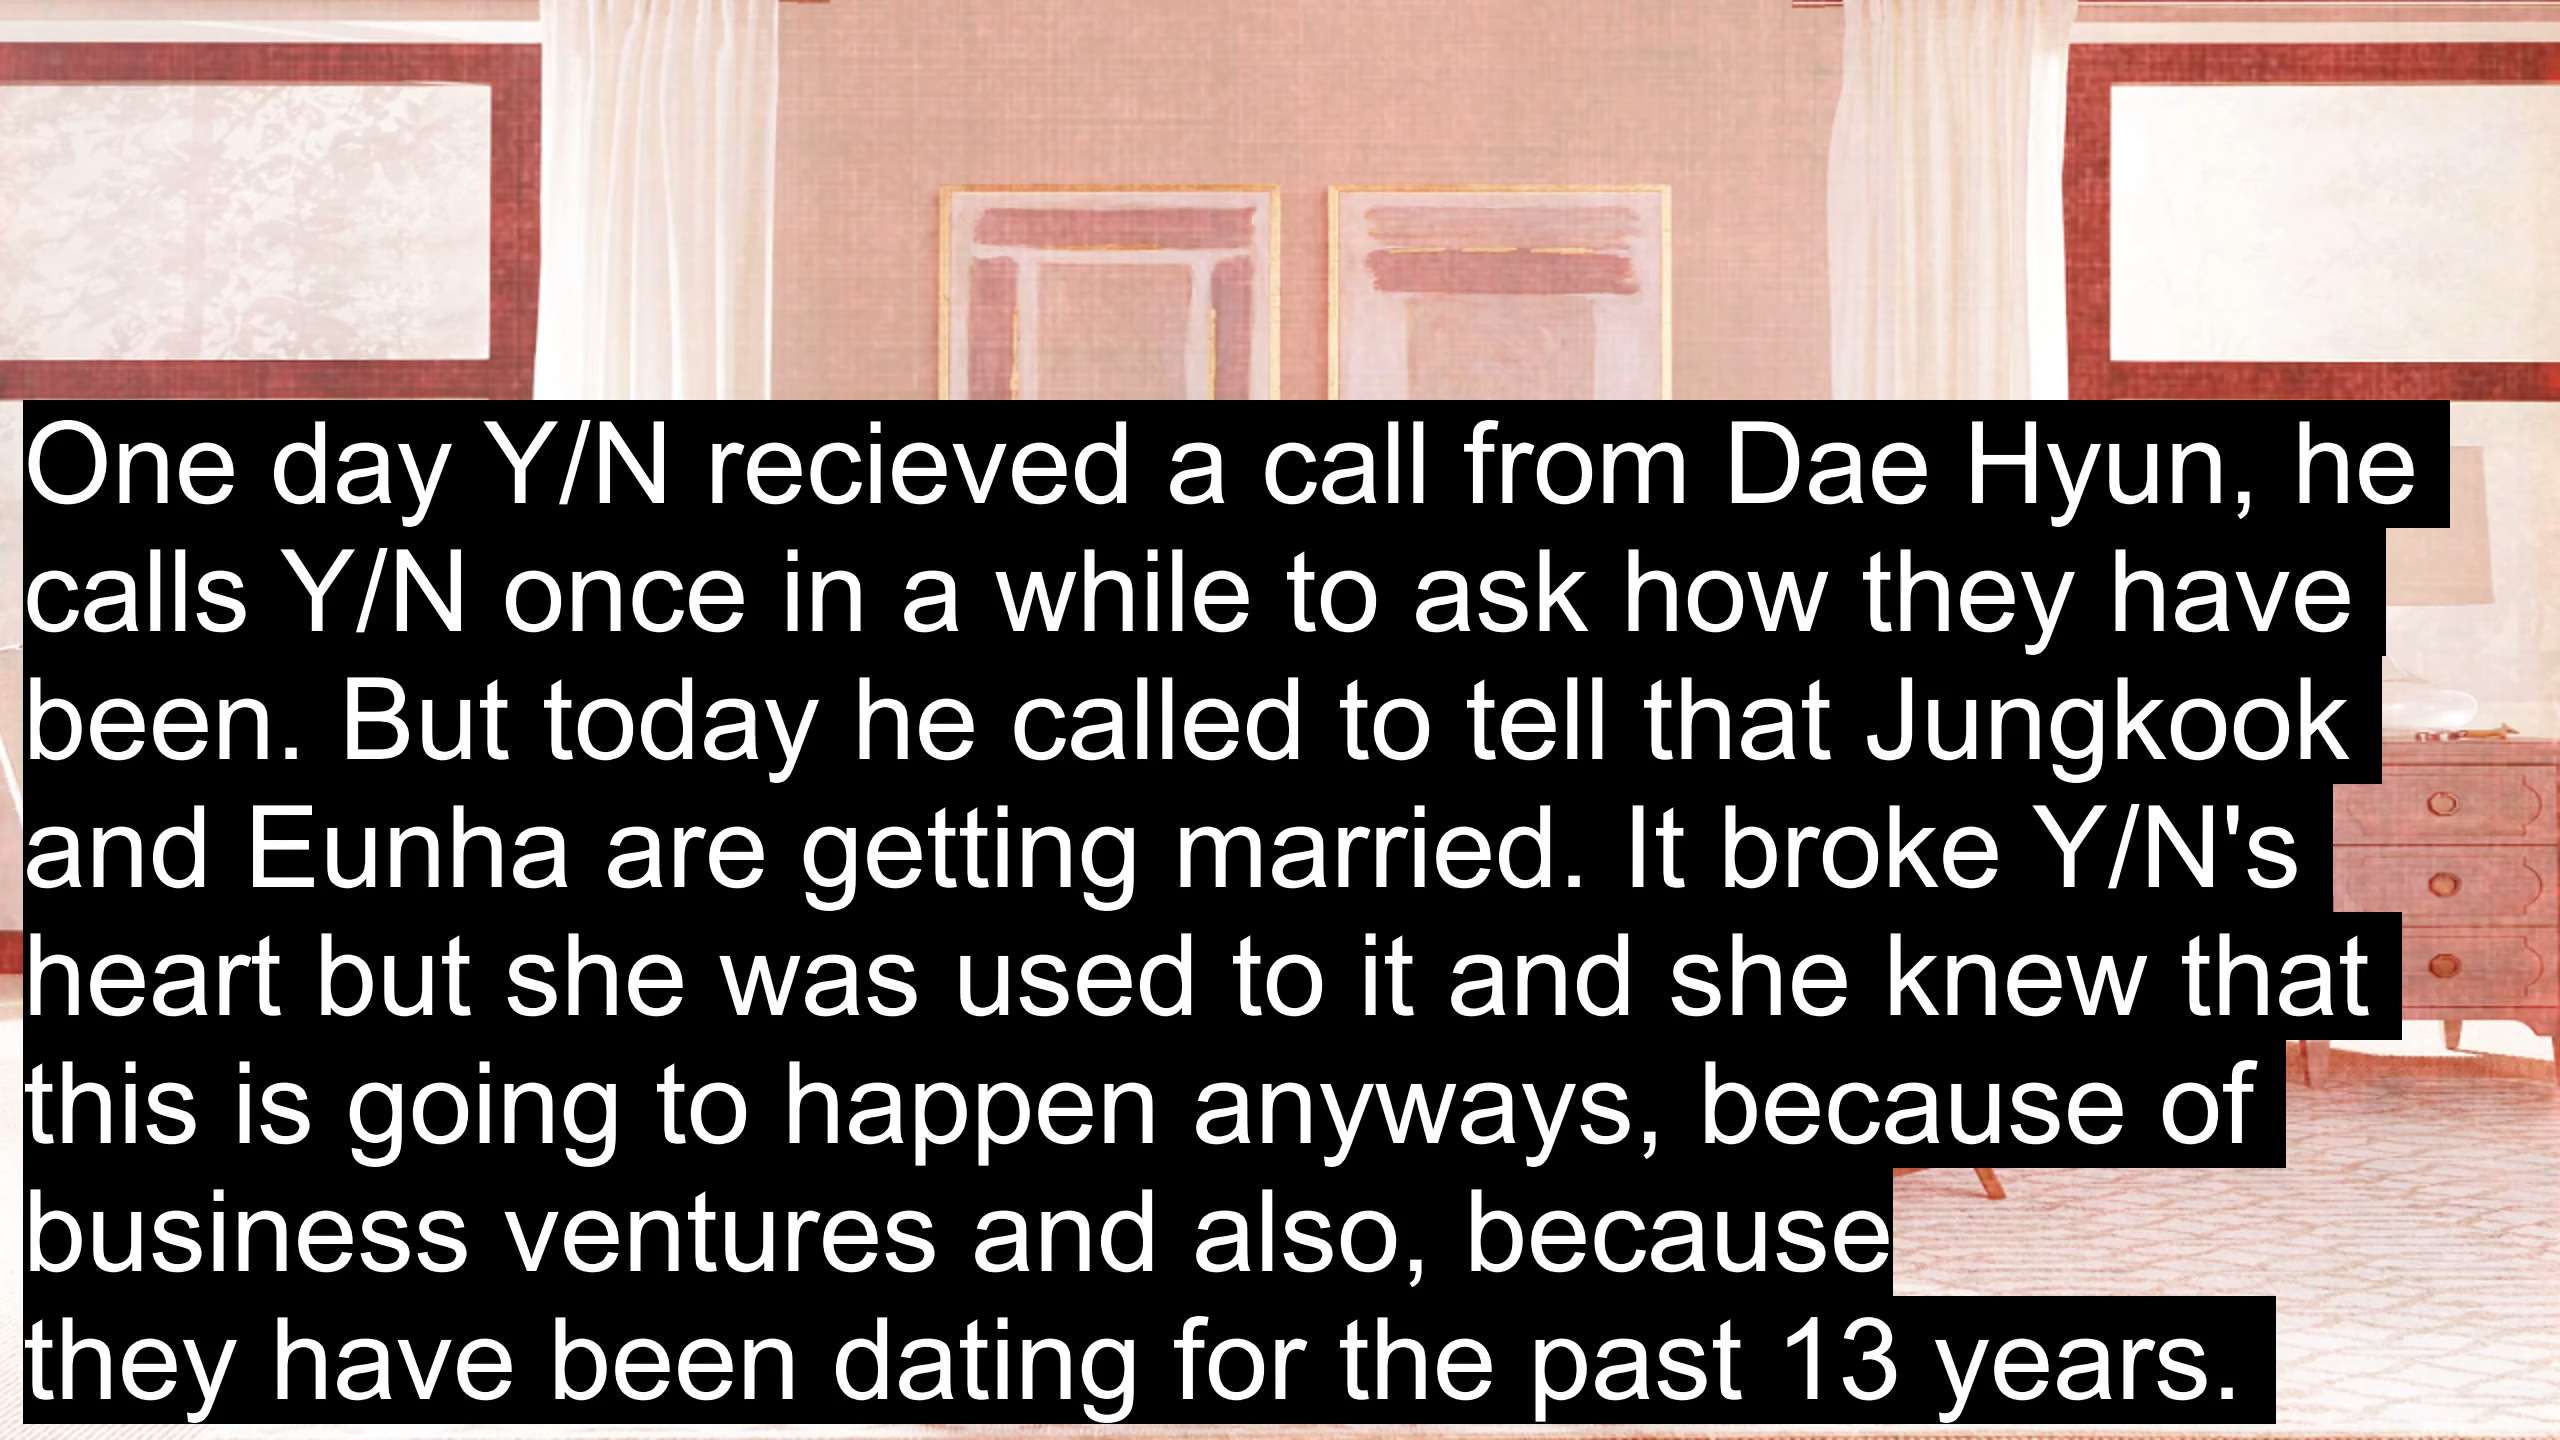 One day Y/N recieved a call from Dae Hyun, he
calls Y/N once in a while to ask how they have
been. But today he called to tell that Jungkook
and Eunha are getting married. It broke Y/N's
heart but she was used to it and she knew that
this is going to happen anyways, because of
business ventures and also, because
they have been dating for the past 13 years.